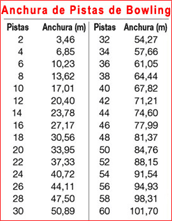 Anchura de Pistas de Bowling
Pistas Anchura (m) Pistas Anchura (m)
2 3,46 32 54,27
4 6,85 34 57,66
6 10,23 36 61,05
8 13,62 38 64,44
10 17,01 40 67,82
12 20,40 42 71,21
14 23,78 44 74,60
16 27,17 46 77,99
18 30,56 48 81,37
20 33,95 50 84,76
22 37,33 52 88,15
24 40,72 54 91,54
26 44,11 56 94,93
28 47,50 58 98,31
30 50,89 60 101,70